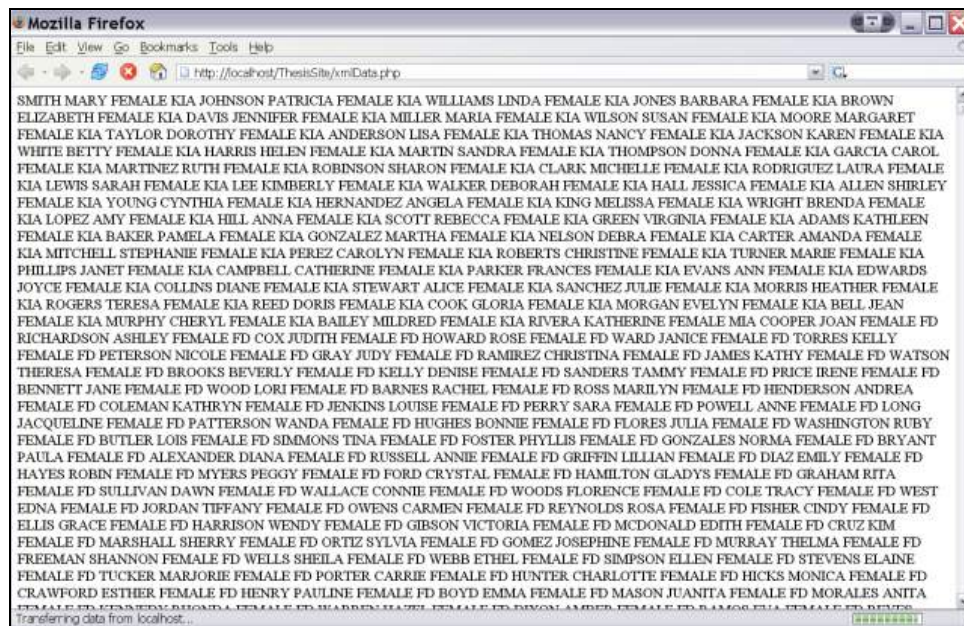 Mozilla Firefox
File Edit View Go Bookmarks Tools Help
http://localhost/ThesisSite/xmlData.php
SMITH MARY FEMALE KIA JOHNSON PATRICIA FEMALE KIA WILLIAMS LINDA FEMALE KIA JONES BARBARA FEMALE KIA BROWN
ELIZABETH FEMALE KIA DAVIS JENNIFER FEMALE KIA MILLER MARIA FEMALE KIA WILSON SUSAN FEMALE KIA MOORE MARGARET
FEMALE KIA TAYLOR DOROTHY FEMALE KIA ANDERSON LISA FEMALE KIA THOMAS NANCY FEMALE KIA JACKSON KAREN FEMALE KIA
WHITE BETTY FEMALE KIA HARRIS HELEN FEMALE KIA MARTIN SANDRA FEMALE KIA THOMPSON DONNA FEMALE KIA GARCIA CAROL
FEMALE KIA MARTINEZ RUTH FEMALE KIA ROBINSON SHARON FEMALE KIA CLARK MICHELLE FEMALE KIA RODRIGUEZ LAURA FEMALE
KIA LEWIS SARAH FEMALE KIA LEE KIMBERLY FEMALE KIA WALKER DEBORAH FEMALE KIA HALL JESSICA FEMALE KIA ALLEN SHIRLEY
FEMALE KIA YOUNG CYNTHIA FEMALE KIA HERNANDEZ ANGELA FEMALE KIA KING MELISSA FEMALE KIA WRIGHT BRENDA FEMALE
KIA LOPEZ AMY FEMALE KIA HILL ANNA FEMALE KIA SCOTT REBECCA FEMALE KIA GREEN VIRGINIA FEMALE KIA ADAMS KATHLEEN
FEMALE KIA BAKER PAMELA FEMALE KIA GONZALEZ MARTHA FEMALE KIA NELSON DEBRA FEMALE KIA CARTER AMANDA FEMALE
KIA MITCHELL STEPHANIE FEMALE KIA PEREZ CAROLYN FEMALE KIA ROBERTS CHRISTINE FEMALE KIA TURNER MARIE FEMALE KIA
PHILLIPS JANET FEMALE KIA CAMPBELL CATHERINE FEMALE KIA PARKER FRANCES FEMALE KIA EVANS ANN FEMALE KIA EDWARDS
JOYCE FEMALE KIA COLLINS DIANE FEMALE KIA STEWART ALICE FEMALE KIA SANCHEZ JULIE FEMALE KIA MORRIS HEATHER FEMALE
KIA ROGERS TERESA FEMALE KIA REED DORIS FEMALE KIA COOK GLORIA FEMALE KIA MORGAN EVELYN FEMALE KIA BELL JEAN
FEMALE KIA MURPHY CHERYL FEMALE KIA BAILEY MILDRED FEMALE KIA RIVERA KATHERINE FEMALE MIA COOPER JOAN FEMALE FD
RICHARDSON ASHLEY FEMALE FD COX JUDITH FEMALE FD HOWARD ROSE FEMALE FD WARD JANICE FEMALE FD TORRES KELLY
FEMALE FD PETERSON NICOLE FEMALE FD GRAY JUDY FEMALE FD RAMIREZ CHRISTINA FEMALE FD JAMES KATHY FEMALE FD WATSON
THERESA FEMALE FD BROOKS BEVERLY FEMALE FD KELLY DENISE FEMALE FD SANDERS TAMMY FEMALE FD PRICE IRENE FEMALE FD
BENNETT JANE FEMALE FD WOOD LORI FEMALE FD BARNES RACHEL FEMALE FD ROSS MARILYN FEMALE FD HENDERSON ANDREA
FEMALE FD COLEMAN KATHRYN FEMALE FD JENKINS LOUISE FEMALE FD PERRY SARA FEMALE FD POWELL ANNE FEMALE FD LONG
JACQUELINE FEMALE FD PATTERSON WANDA FEMALE FD HUGHES BONNIE FEMALE FD FLORES JULIA FEMALE FD WASHINGTON RUBY
FEMALE FD BUTLER LOIS FEMALE FD SIMMONS TINA FEMALE FD FOSTER PHYLLIS FEMALE FD GONZALES NORMA FEMALE FD BRYANT
PAULA FEMALE FD ALEXANDER DIANA FEMALE FD RUSSELL ANNIE FEMALE FD GRIFFIN LILLIAN FEMALE FD DIAZ EMILY FEMALE FD
HAYES ROBIN FEMALE FD MYERS PEGGY FEMALE FD FORD CRYSTAL FEMALE FD HAMILTON GLADYS FEMALE FD GRAHAM RITA
FEMALE FD SULLIVAN DAWN FEMALE FD WALLACE CONNIE FEMALE FD WOODS FLORENCE FEMALE FD COLE TRACY FEMALE FD WEST
EDNA FEMALE FD JORDAN TIFFANY FEMALE FD OWENS CARMEN FEMALE FD REYNOLDS ROSA FEMALE FD FISHER CINDY FEMALE FD
ELLIS GRACE FEMALE FD HARRISON WENDY FEMALE FD GIBSON VICTORIA FEMALE FD MCDONALD EDITH FEMALE FD CRUZ KIM
FEMALE FD MARSHALL SHERRY FEMALE FD ORTIZ SYLVIA FEMALE FD GOMEZ JOSEPHINE FEMALE FD MURRAY THELMA FEMALE FD
FREEMAN SHANNON FEMALE FD WELLS SHEILA FEMALE FD WEBB ETHEL FEMALE FD SIMPSON ELLEN FEMALE FD STEVENS ELAINE
FEMALE FD TUCKER MARJORIE FEMALE FD PORTER CARRIE FEMALE FD HUNTER CHARLOTTE FEMALE FD HICKS MONICA FEMALE FD
CRAWFORD ESTHER FEMALE FD HENRY PAULINE FEMALE FD BOYD EMMA FEMALE FD MASON JUANITA FEMALE FD MORALES ANITA
FEMALE FD KENNEDY RHONDA FEMALE FD WARREN HAZEL FEMALE FD DIXON AMBER FEMALE FD RAMOS EVA FEMALE FD REYES
Transferring data from localhost...